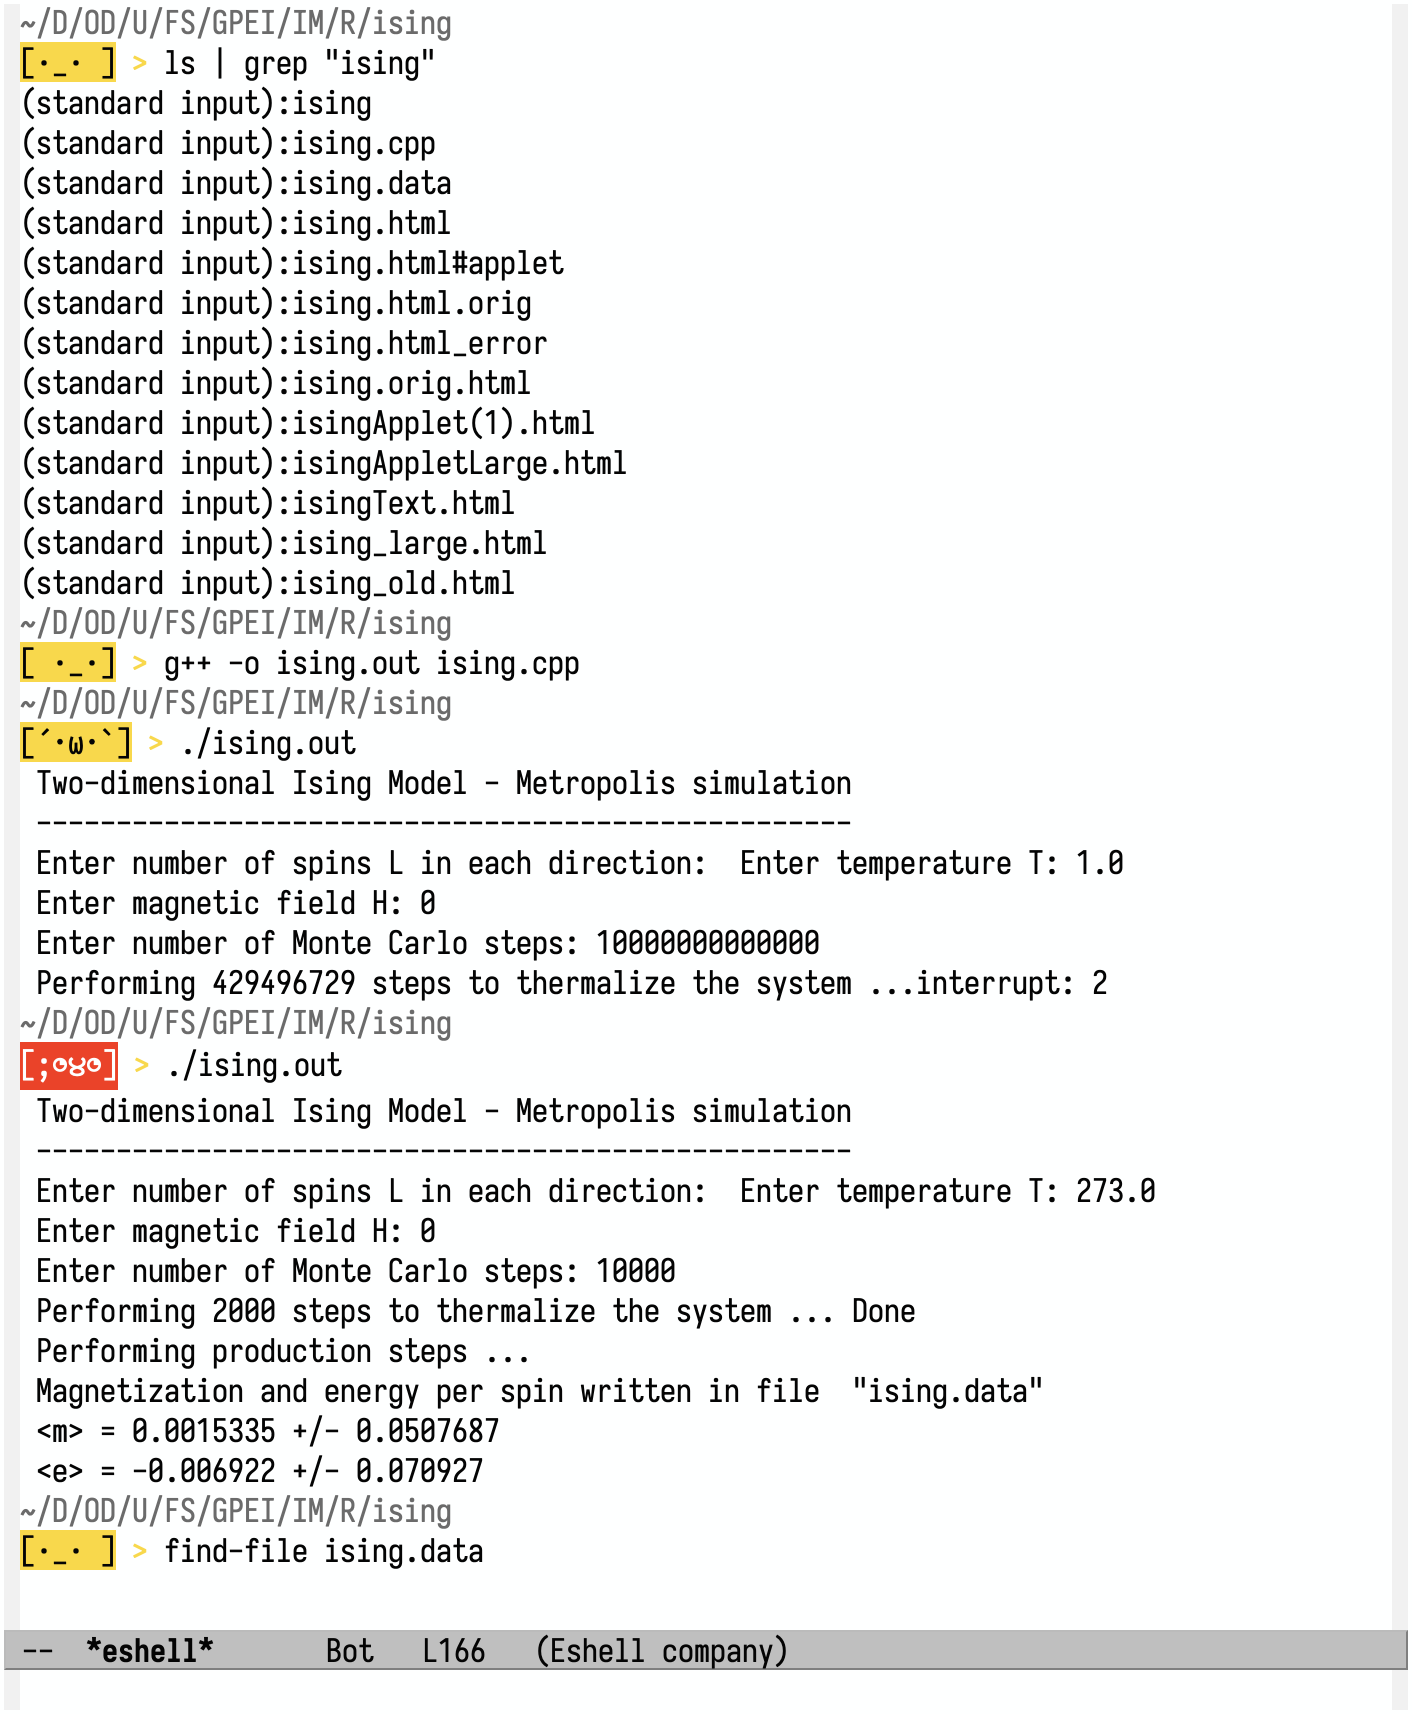 ~/D/OD/U/FS/GPEI/IM/R/ising
[·_· ] > ls | grep "ising"
(standard input):ising
(standard input):ising.cpp
(standard input):ising.data
(standard input):ising.html
(standard input):ising.html#applet
(standard input):ising.html.orig
(standard input):ising.html_error
(standard input):ising.orig.html
(standard input):isingApplet(1).html
(standard input):isingAppletLarge.html
(standard input):isingText.html
(standard input):ising_large.html
(standard input):ising_old.html
~/D/OD/U/FS/GPEI/IM/R/ising
[ ·_·] > g++ -o ising.out ising.cpp
~/D/OD/U/FS/GPEI/IM/R/ising
[´·ω·`] > ./ising.out
 Two-dimensional Ising Model - Metropolis simulation
 ---------------------------------------------------
 Enter number of spins L in each direction:  Enter temperature T: 1.0
 Enter magnetic field H: 0
 Enter number of Monte Carlo steps: 10000000000000
 Performing 429496729 steps to thermalize the system ...interrupt: 2
~/D/OD/U/FS/GPEI/IM/R/ising
[;◔ȣ◔] > ./ising.out
 Two-dimensional Ising Model - Metropolis simulation
 ---------------------------------------------------
 Enter number of spins L in each direction:  Enter temperature T: 273.0
 Enter magnetic field H: 0
 Enter number of Monte Carlo steps: 10000
 Performing 2000 steps to thermalize the system ... Done
 Performing production steps ...
 Magnetization and energy per spin written in file  "ising.data"
 <m> = 0.0015335 +/- 0.0507687
 <e> = -0.006922 +/- 0.070927
~/D/OD/U/FS/GPEI/IM/R/ising
[·_· ] > find-file ising.data
--  *eshell*       Bot   L166   (Eshell company)